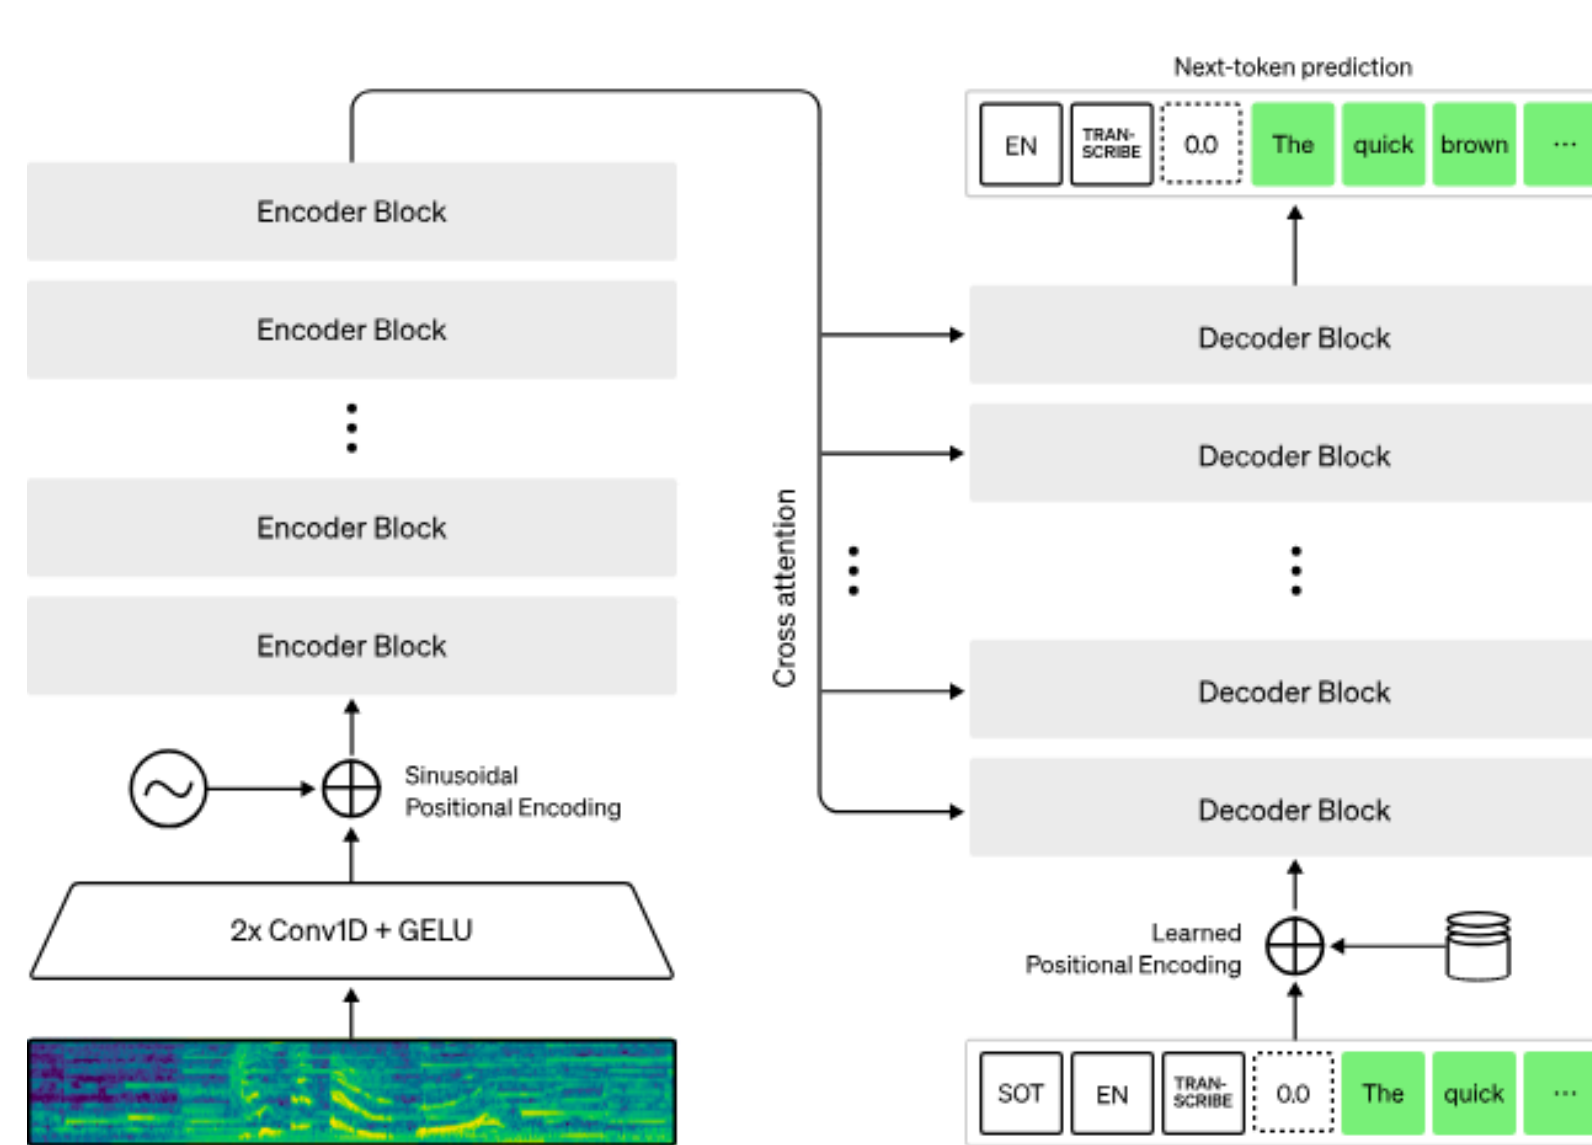 Next-token prediction
EN TRAN-SCRIBE 0.0 The quick brown ...
Encoder Block
Encoder Block
Encoder Block
Encoder Block
Sinusoidal
Positional Encoding
2x Conv1D + GELU
Cross attention
Decoder Block
Decoder Block
Decoder Block
Decoder Block
Learned
Positional Encoding
SOT EN TRAN-SCRIBE 0.0 The quick ...